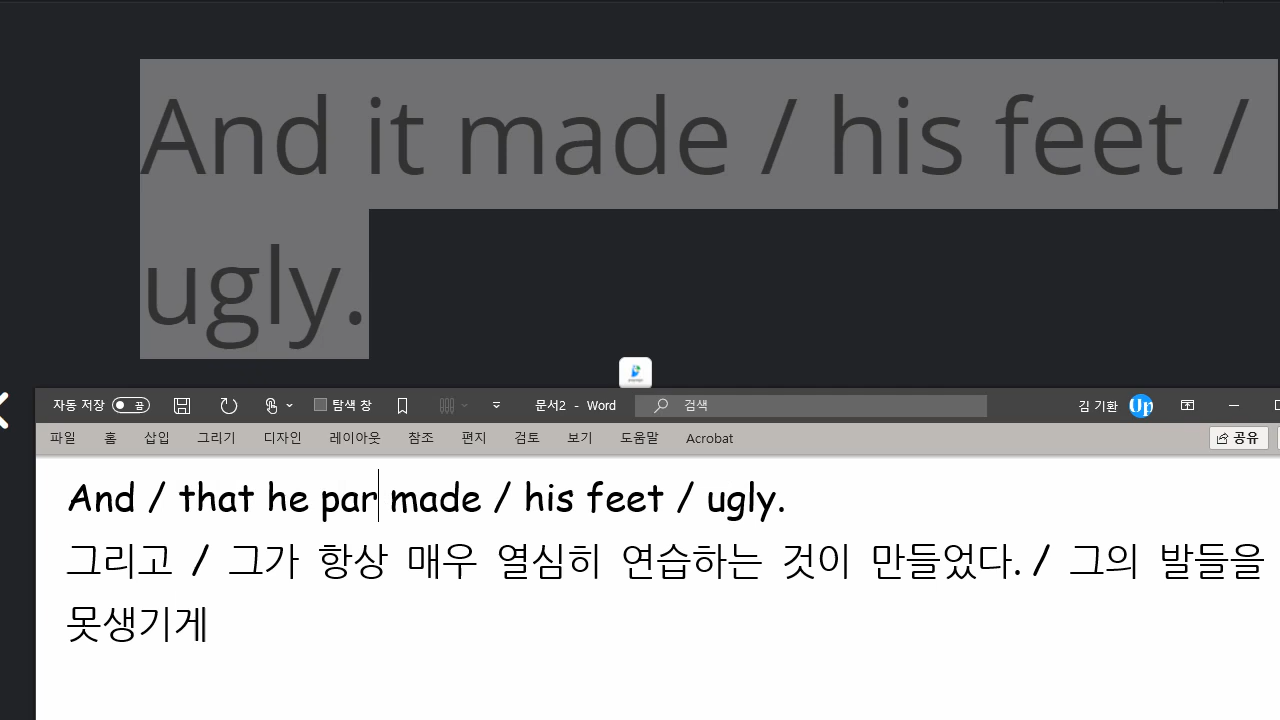 And it made / his feet /
ugly.
자동 저장 끔 탐색 창 문서2 - Word 검색 김 기환 Up
파일 홈 삽입 그리기 디자인 레이아웃 참조 편지 검토 보기 도움말 Acrobat 공유
And / that he par made / his feet / ugly.
그리고 / 그가 항상 매우 열심히 연습하는 것이 만들었다. / 그의 발들을
못생기게